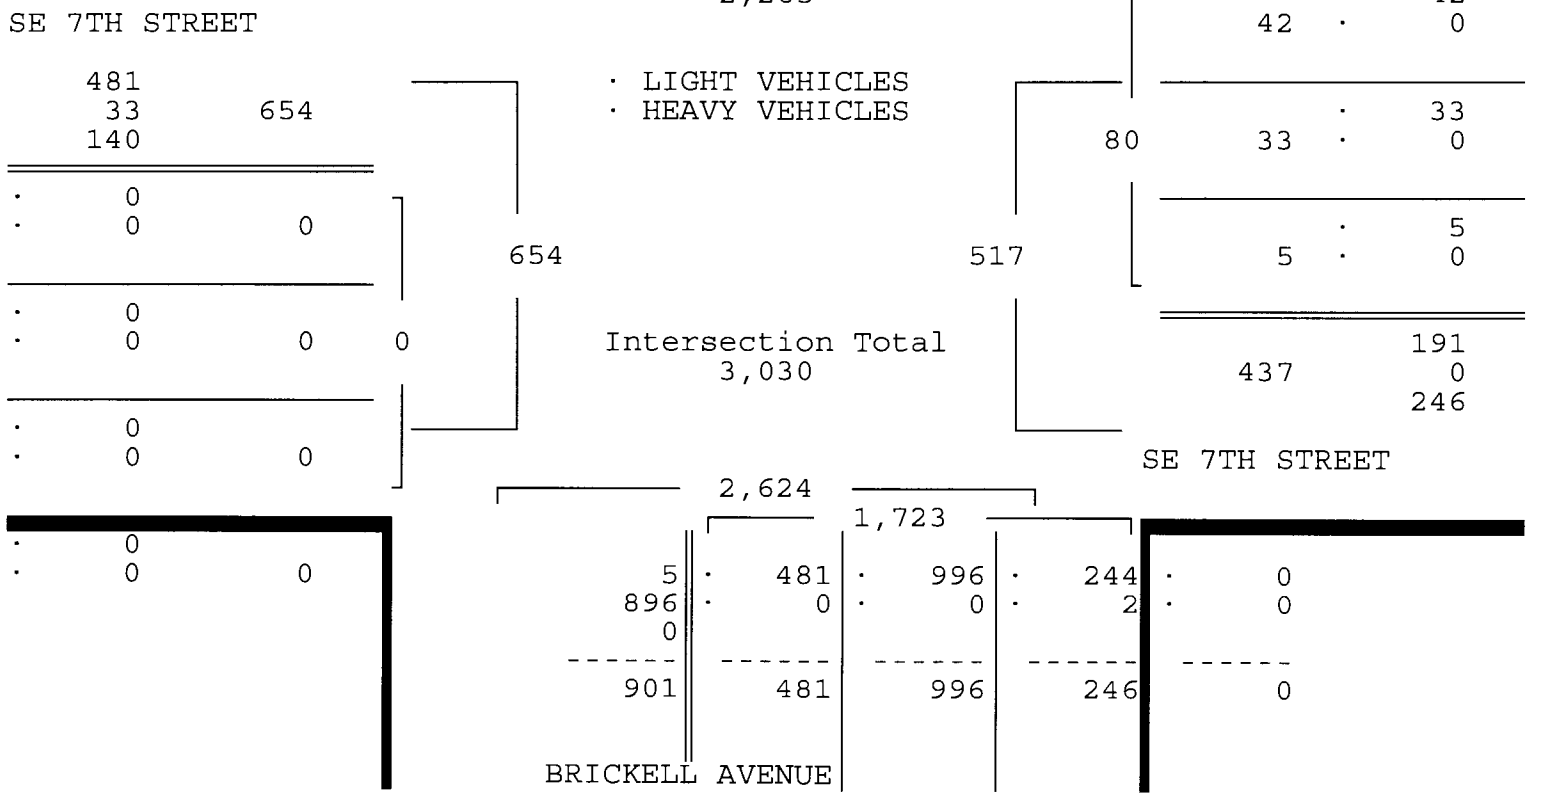 SE 7TH STREET
42 · 0
481
33 654
140
· LIGHT VEHICLES
· HEAVY VEHICLES
· 33
80 33 · 0
· 0
· 0 0
· 5
5 · 0
654
517
· 0
· 0 0 0
Intersection Total
3,030
191
437 0
246
· 0
· 0 0
SE 7TH STREET
2,624
1,723
· 0
· 0 0
5 · 481 · 996 · 244 · 0
896 · 0 · 0 · 2 · 0
0
------ ------ ------ ------ ------
901 481 996 246 0
BRICKELL AVENUE